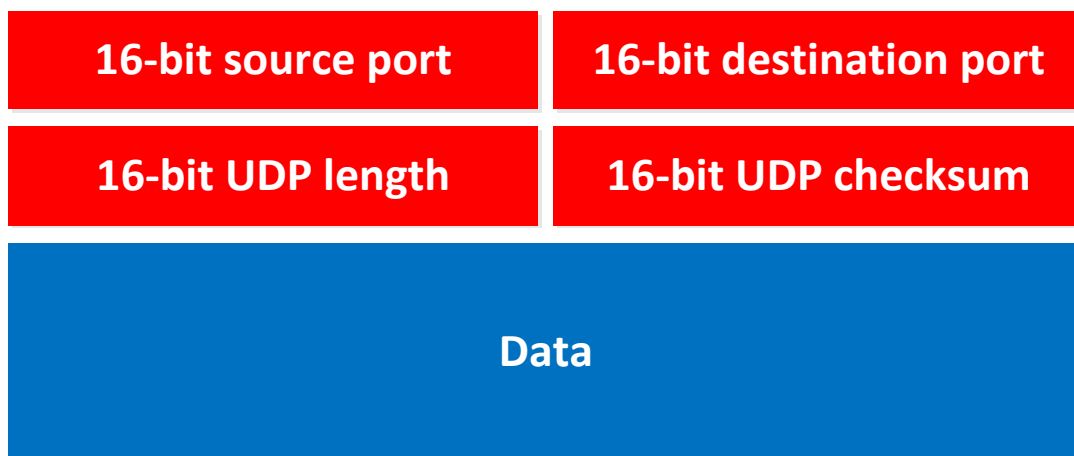 16-bit source port
16-bit destination port
16-bit UDP length
16-bit UDP checksum
Data